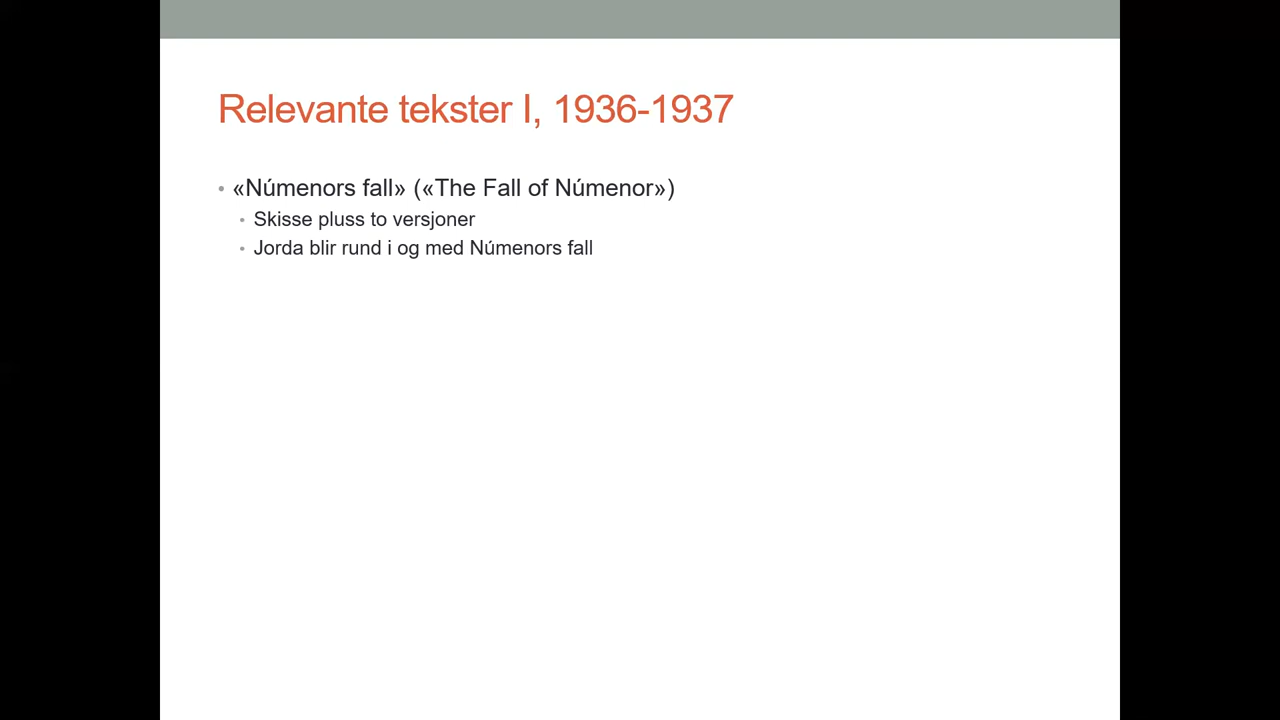 Relevante tekster I, 1936-1937
• «Númenors fall» («The Fall of Númenor»)
• Skisse pluss to versjoner
• Jorda blir rund i og med Númenors fall